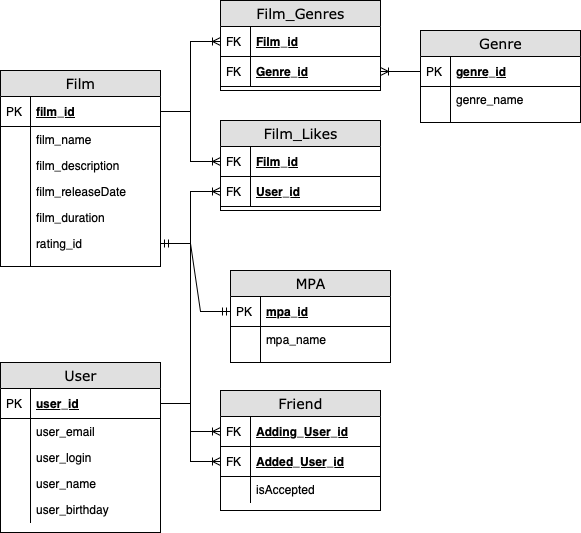 Film_Genres
FK Film_id
FK Genre_id
Genre
PK genre_id
genre_name
Film
PK film_id
film_name
film_description
film_releaseDate
film_duration
rating_id
Film_Likes
FK Film_id
FK User_id
MPA
PK mpa_id
mpa_name
User
PK user_id
user_email
user_login
user_name
user_birthday
Friend
FK Adding_User_id
FK Added_User_id
isAccepted